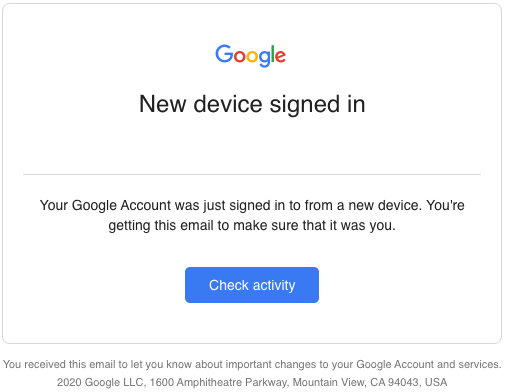 Google
New device signed in
Your Google Account was just signed in to from a new device. You're
getting this email to make sure that it was you.
Check activity
You received this email to let you know about important changes to your Google Account and services.
2020 Google LLC, 1600 Amphitheatre Parkway, Mountain View, CA 94043, USA